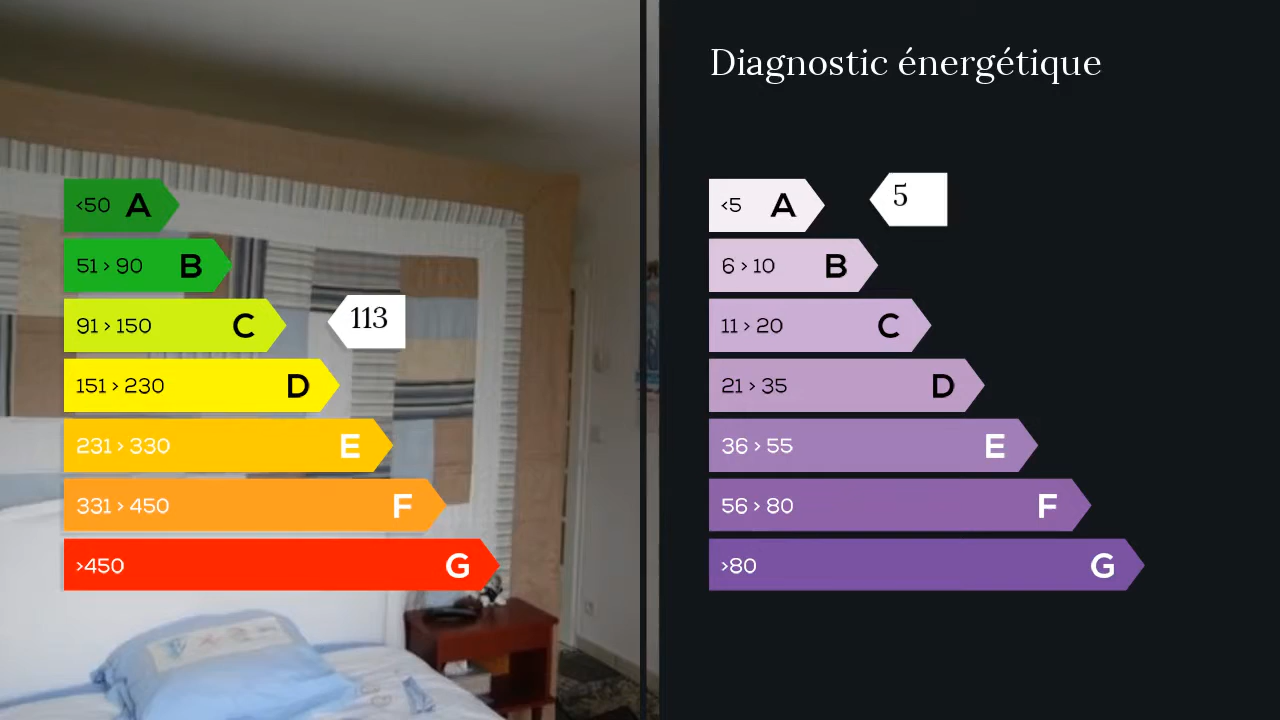 Diagnostic énergétique
<50 A
51 > 90 B
91 > 150 C
113
151 > 230 D
231 > 330 E
331 > 450 F
>450 G
<5 A
5
6 > 10 B
11 > 20 C
21 > 35 D
36 > 55 E
56 > 80 F
>80 G